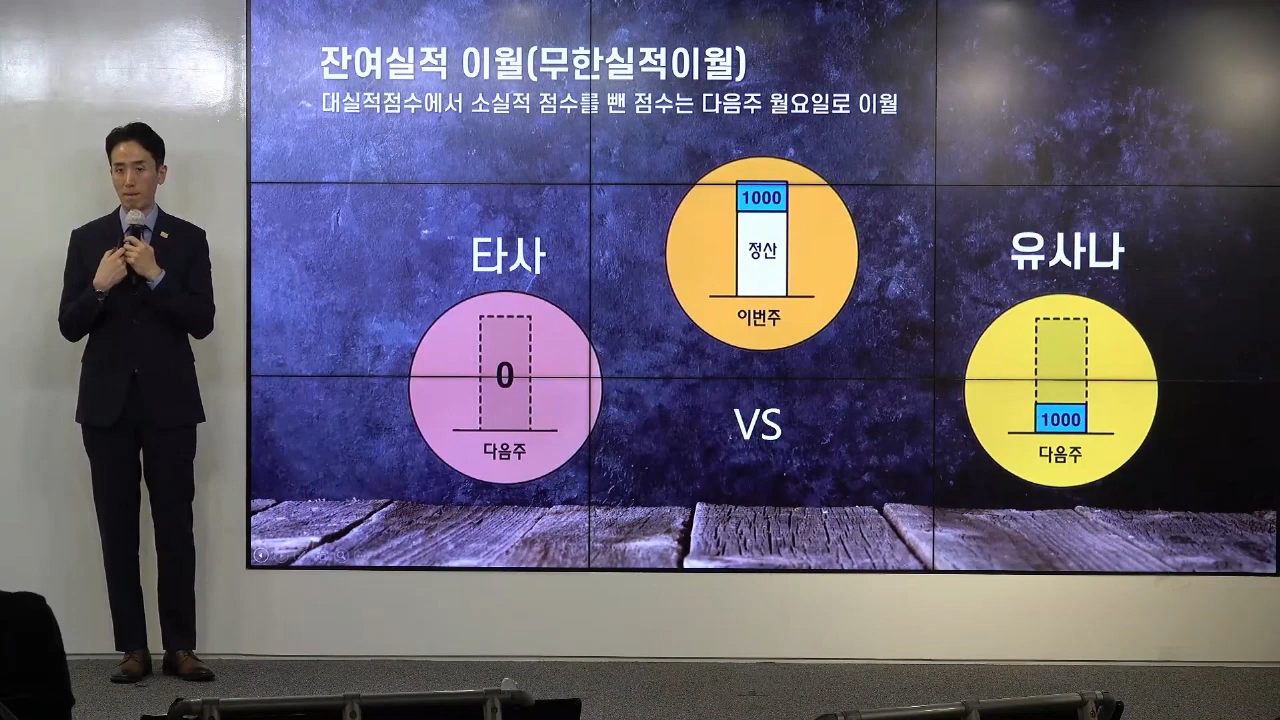 잔여실적 이월(무한실적이월)
대실적점수에서 소실적 점수를 뺀 점수는 다음주 월요일로 이월
타사
0
다음주
1000
정산
이번주
VS
유사나
1000
다음주